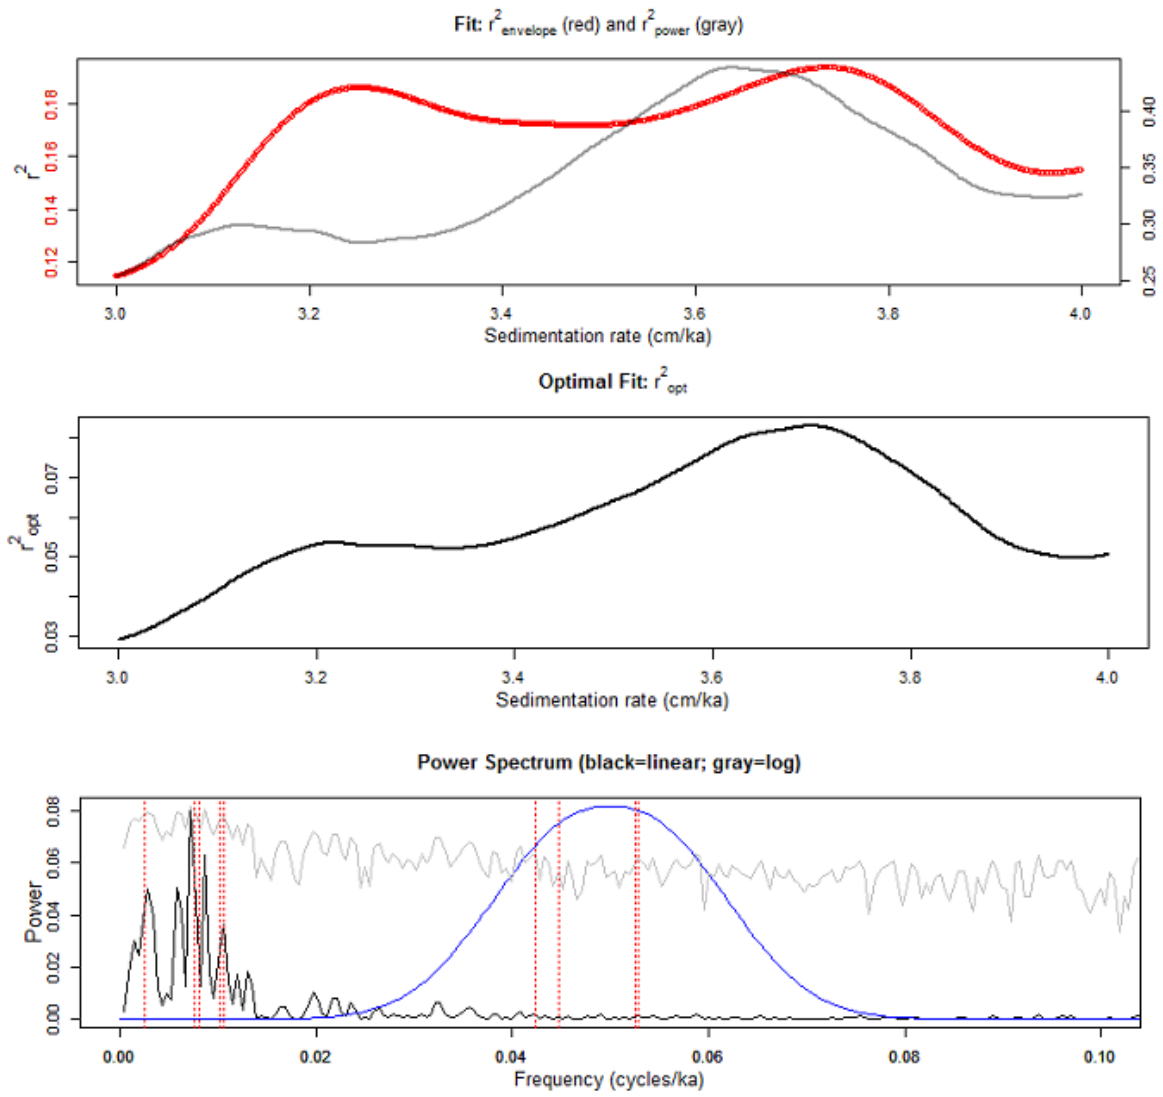 Fit: r²envelope (red) and r²power (gray)
r²
0.12 0.14 0.16 0.18
0.25 0.30 0.35 0.40
3.0 3.2 3.4 3.6 3.8 4.0
Sedimentation rate (cm/ka)
Optimal Fit: r²opt
r²opt
0.03 0.05 0.07
3.0 3.2 3.4 3.6 3.8 4.0
Sedimentation rate (cm/ka)
Power Spectrum (black=linear; gray=log)
Power
0.00 0.02 0.04 0.06 0.08
0.00 0.02 0.04 0.06 0.08 0.10
Frequency (cycles/ka)